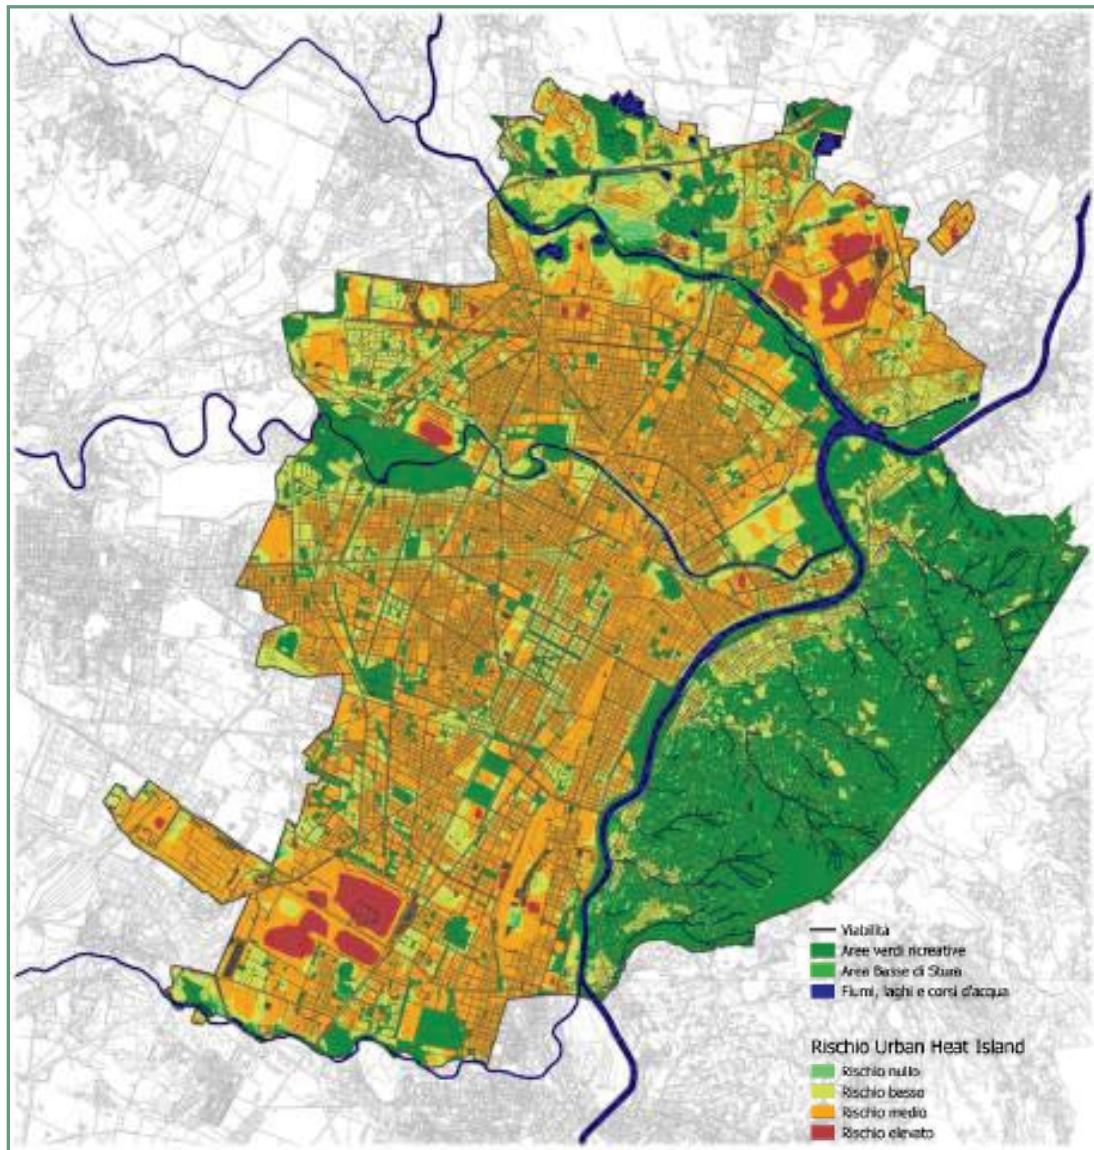 Viabilità
Aree verdi ricreative
Area Basse di Stura
Fiumi, laghi e corsi d'acqua
Rischio Urban Heat Island
Rischio nullo
Rischio basso
Rischio medio
Rischio elevato